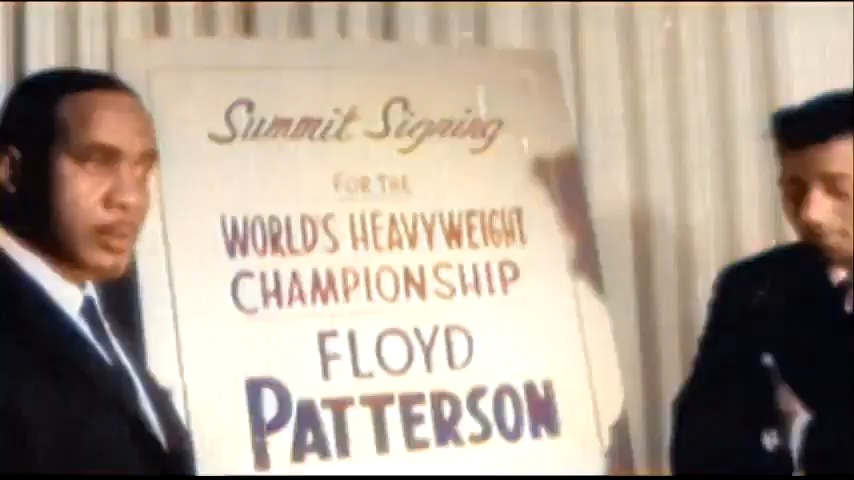 Summit Signing
FOR THE
WORLD'S HEAVYWEIGHT
CHAMPIONSHIP
FLOYD
PATTERSON